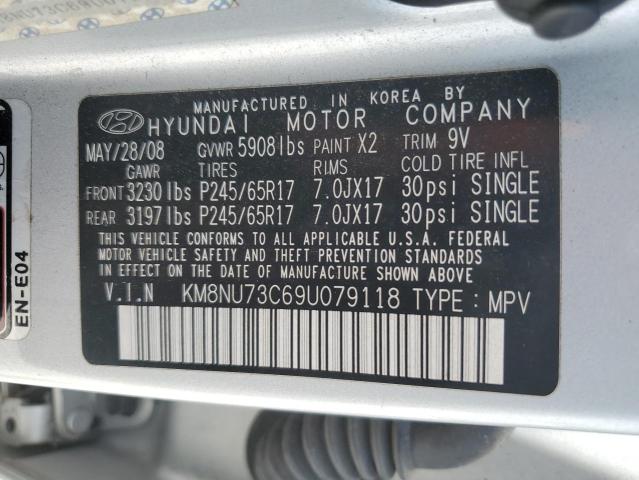 MANUFACTURED IN KOREA BY
HYUNDAI MOTOR COMPANY
MAY/28/08 GVWR 5908lbs PAINT X2 TRIM 9V
GAWR TIRES RIMS COLD TIRE INFL
FRONT 3230lbs P245/65R17 7.0JX17 30psi SINGLE
REAR 3197lbs P245/65R17 7.0JX17 30psi SINGLE
THIS VEHICLE CONFORMS TO ALL APPLICABLE U.S.A. FEDERAL
MOTOR VEHICLE SAFETY AND THEFT PREVENTION STANDARDS
IN EFFECT ON THE DATE OF MANUFACTURE SHOWN ABOVE.
V.I.N KM8NU73C69U079118 TYPE : MPV
EN-E04